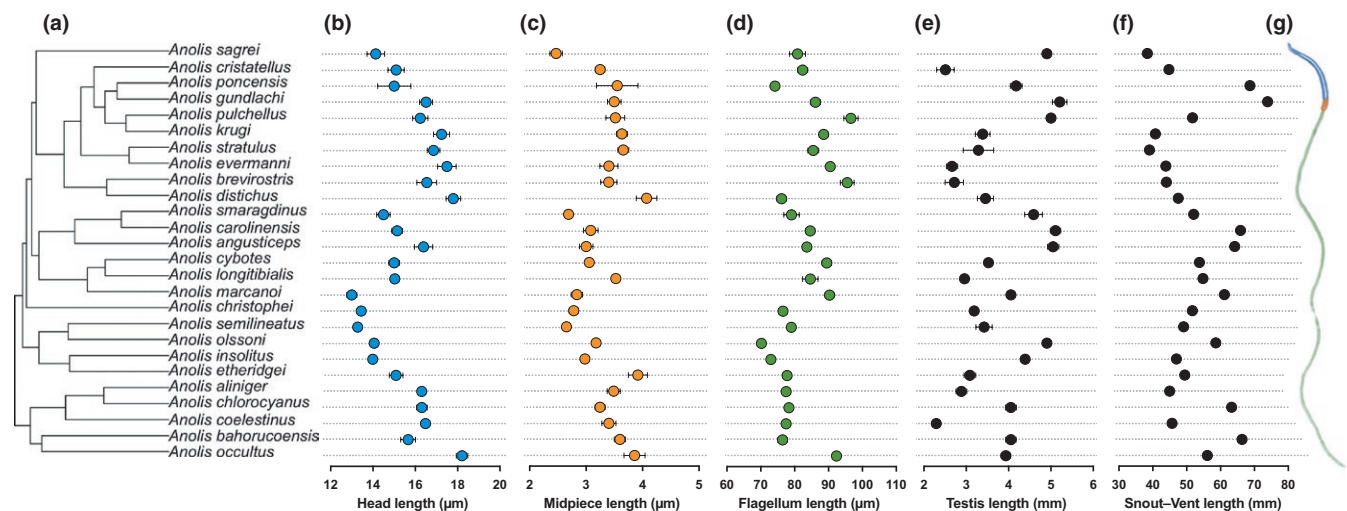 (a) (b) (c) (d) (e) (f) (g)
Anolis sagrei
Anolis cristatellus
Anolis poncensis
Anolis gundlachi
Anolis pulchellus
Anolis krugi
Anolis stratulus
Anolis evermanni
Anolis brevirostris
Anolis distichus
Anolis smaragdinus
Anolis carolinensis
Anolis angusticeps
Anolis cybotes
Anolis longitibialis
Anolis marcanoi
Anolis christophei
Anolis semilineatus
Anolis olssoni
Anolis insolitus
Anolis etheridgei
Anolis aliniger
Anolis chlorocyanus
Anolis coelestinus
Anolis bahorucoensis
Anolis occultus
12 14 16 18 20
Head length (µm)
2 3 4 5
Midpiece length (µm)
60 70 80 90 100 110
Flagellum length (µm)
2 3 4 5 6
Testis length (mm)
30 40 50 60 70 80
Snout–Vent length (mm)